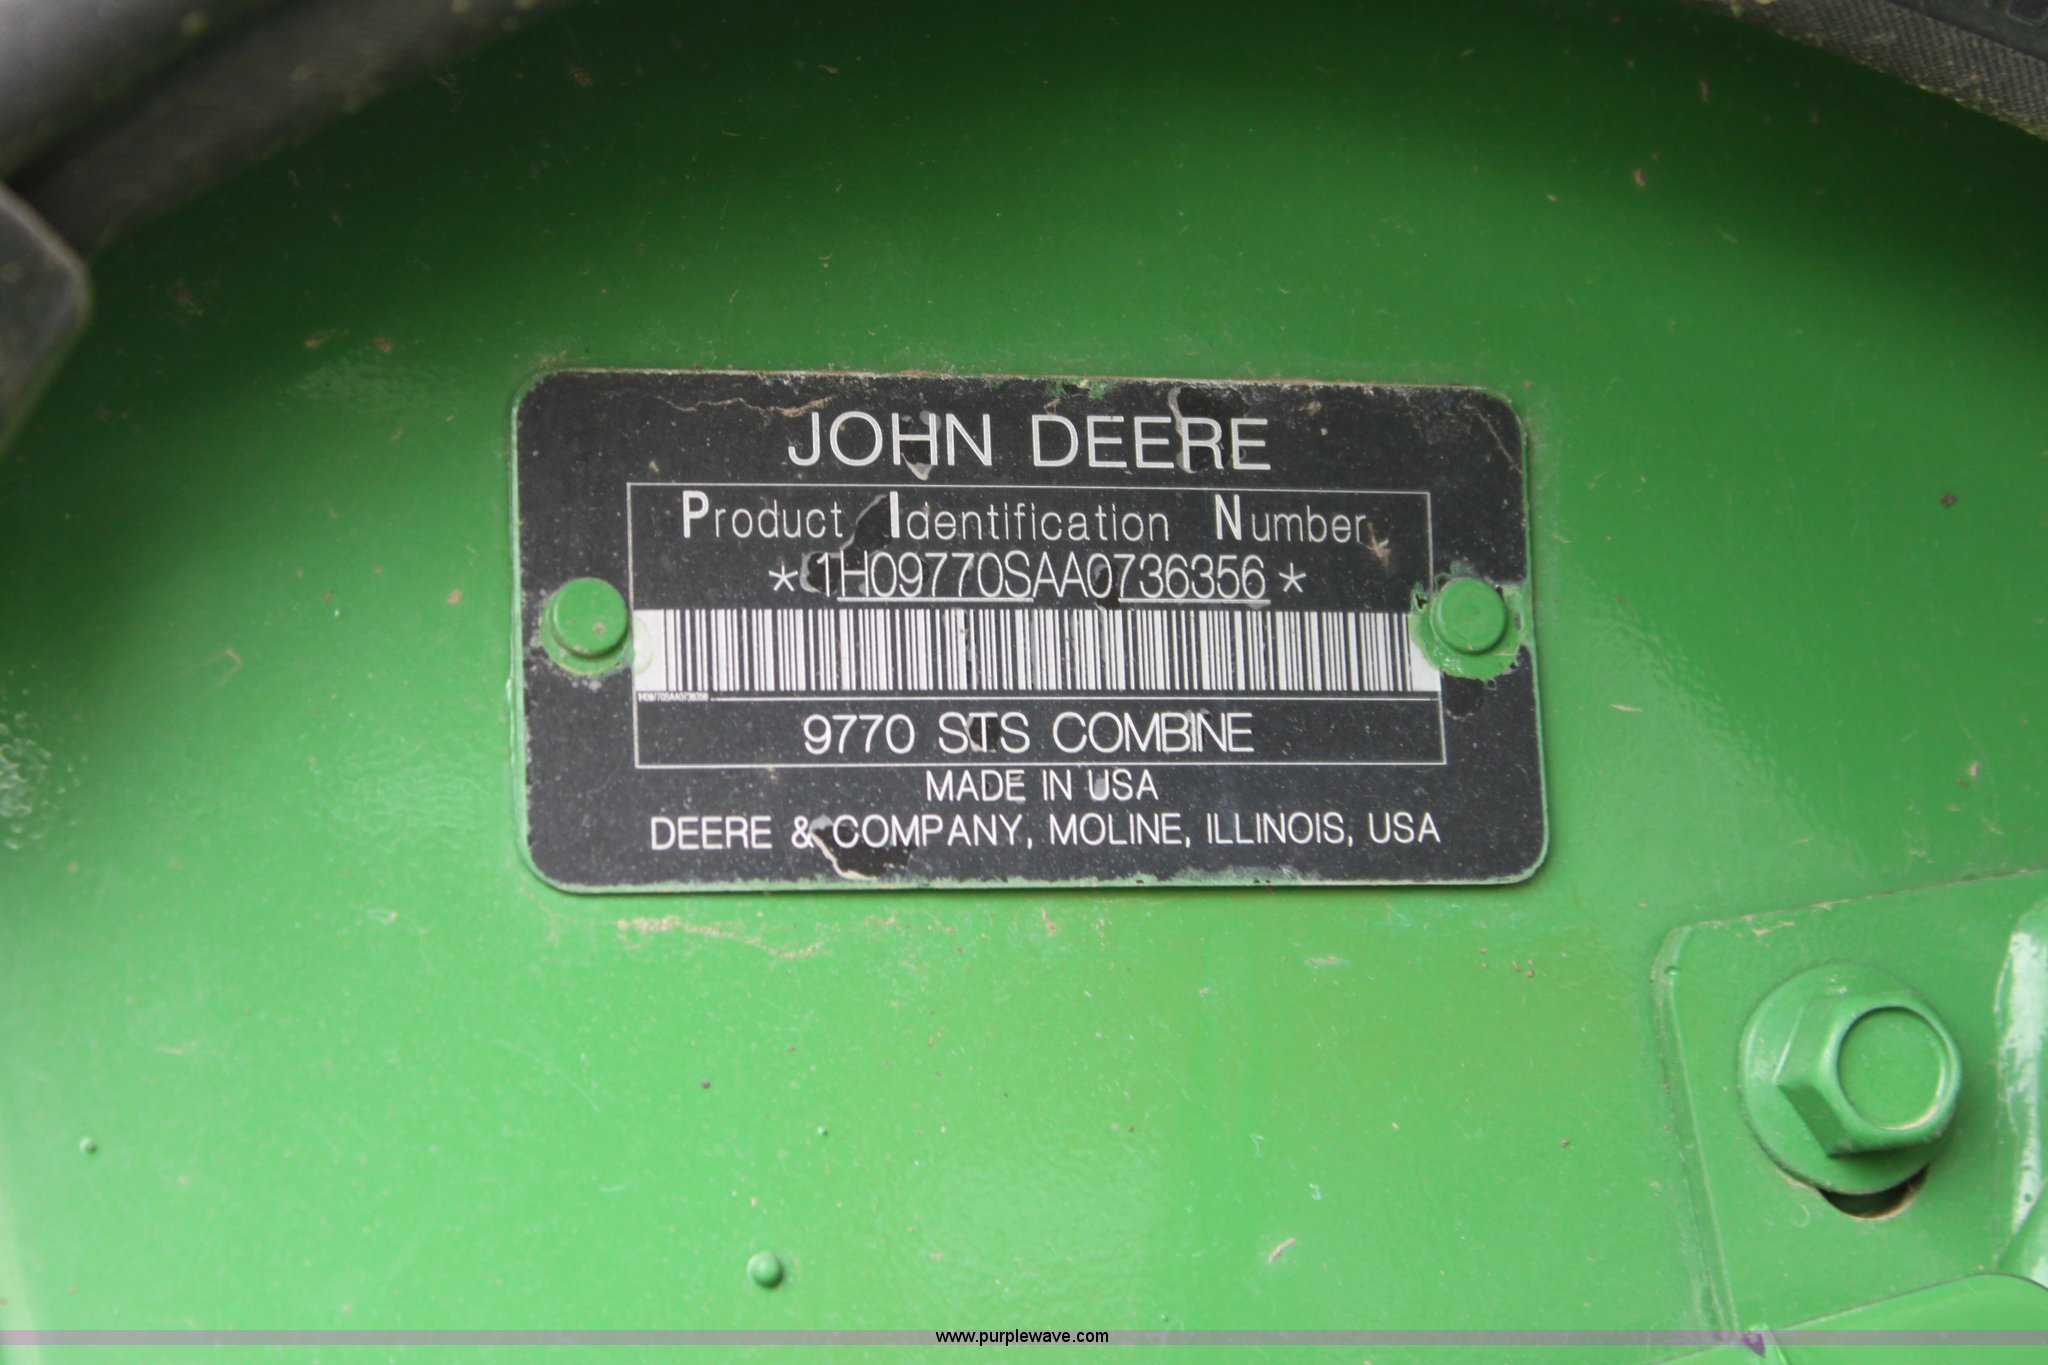 JOHN DEERE
Product Identification Number
*1H09770SAA0736356*
1H09770SAA0736356
9770 STS COMBINE
MADE IN USA
DEERE & COMPANY, MOLINE, ILLINOIS, USA
www.purplewave.com